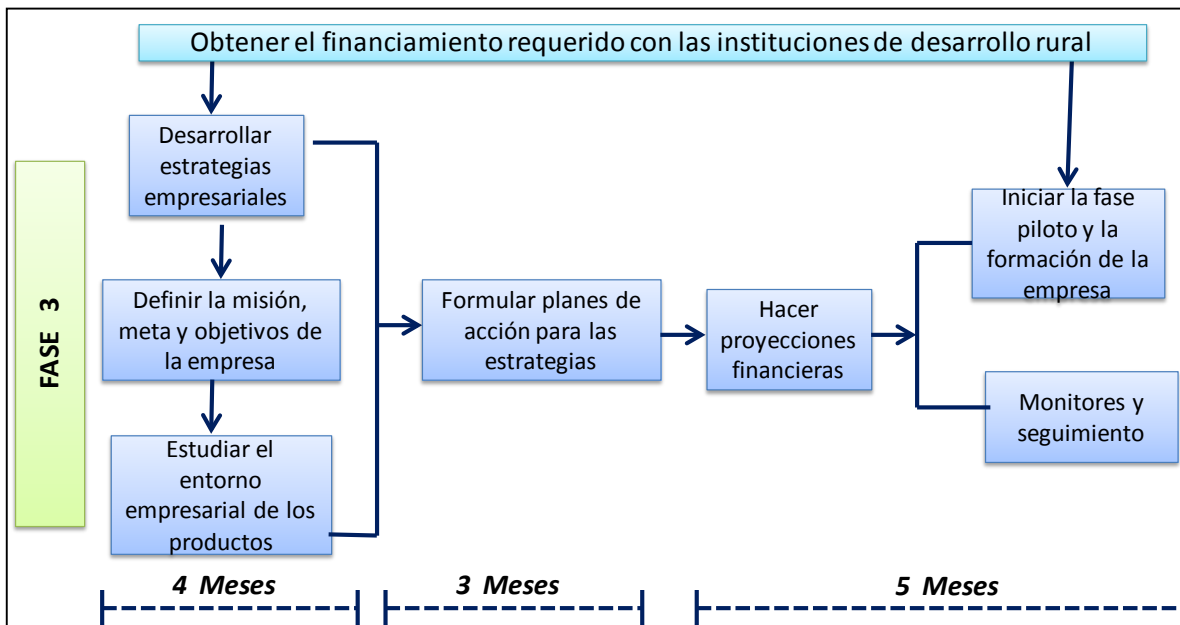 Obtener el financiamiento requerido con las instituciones de desarrollo rural
FASE 3
Desarrollar
estrategias
empresariales
Definir la misión,
meta y objetivos de
la empresa
Estudiar el
entorno
empresarial de los
productos
Formular planes de
acción para las
estrategias
Hacer
proyecciones
financieras
Iniciar la fase
piloto y la
formación de la
empresa
Monitores y
seguimiento
4 Meses
3 Meses
5 Meses